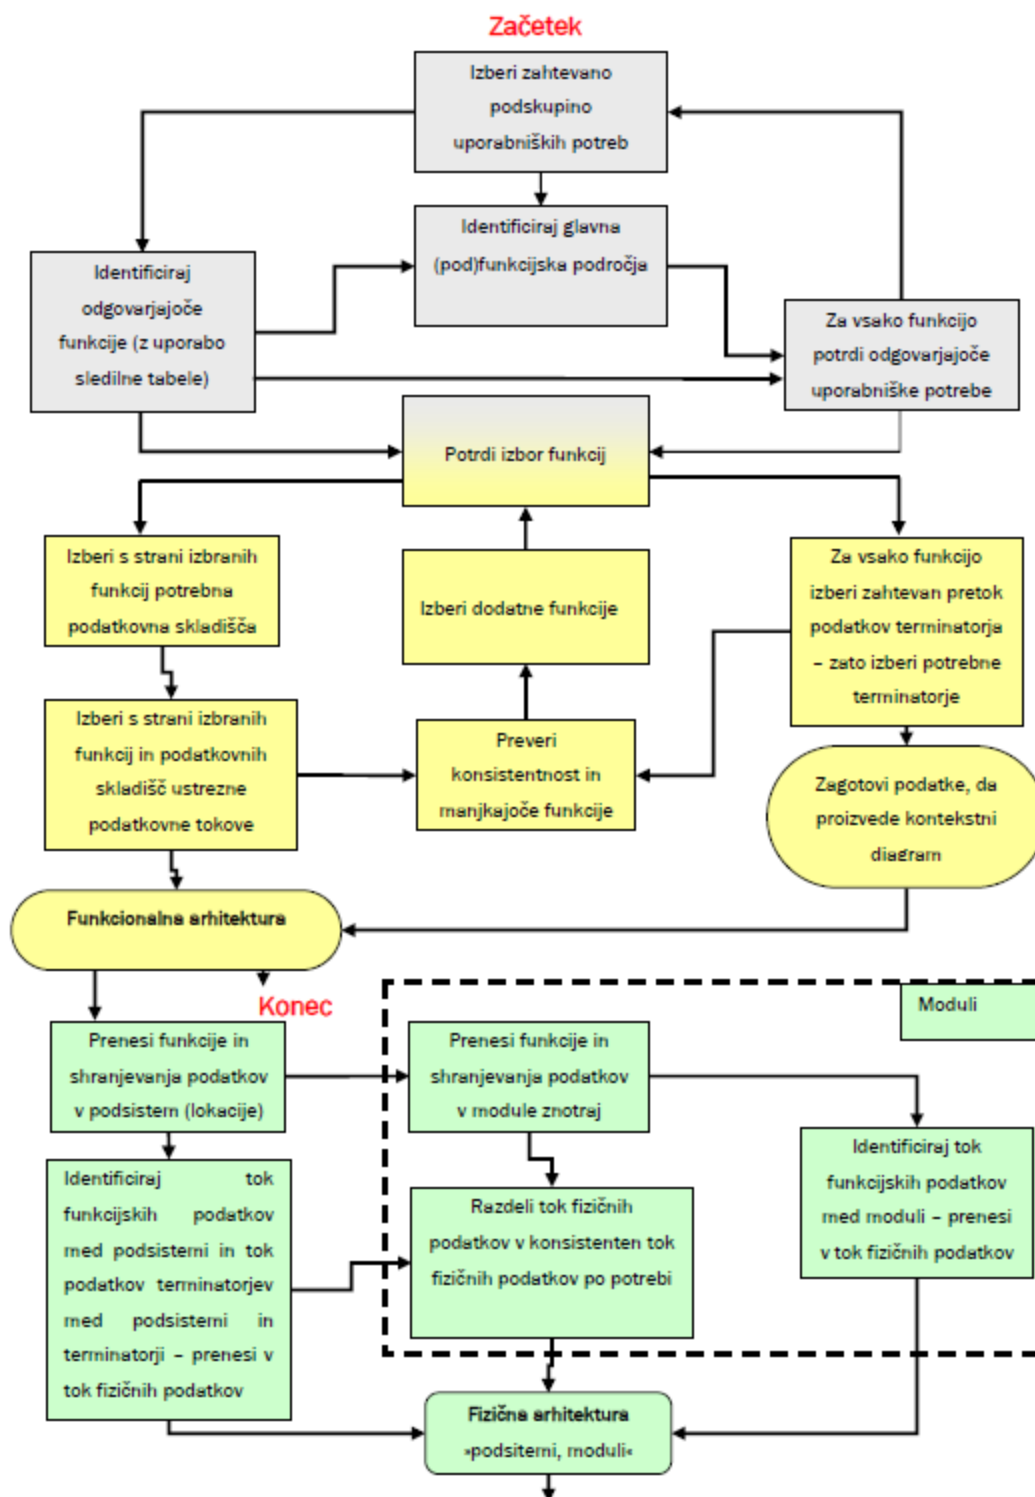 Začetek
Izberi zahtevano
podskupino
uporabniških potreb
Identificiraj glavna
(pod)funkcijska področja
Identificiraj
odgovarjajoče
funkcije (z uporabo
sledilne tabele)
Za vsako funkcijo
potrdi odgovarjajoče
uporabniške potrebe
Potrdi izbor funkcij
Izberi s strani izbranih
funkcij potrebna
podatkovna skladišča
Izberi dodatne funkcije
Za vsako funkcijo
izberi zahtevan pretok
podatkov terminatorja
– zato izberi potrebne
terminatorje
Izberi s strani izbranih
funkcij in podatkovnih
skladišč ustrezne
podatkovne tokove
Preveri
konsistentnost in
manjkajoče funkcije
Zagotovi podatke, da
proizvede kontekstni
diagram
Funkcionalna arhitektura
Konec
Moduli
Prenesi funkcije in
shranjevanja podatkov
v podsistem (lokacije)
Prenesi funkcije in
shranjevanja podatkov
v module znotraj
Identificiraj tok
funkcijskih podatkov
med moduli – prenesi
v tok fizičnih podatkov
Identificiraj tok
funkcijskih podatkov
med podsistemi in tok
podatkov terminatorjev
med podsistemi in
terminatorji – prenesi v
tok fizičnih podatkov
Razdeli tok fizičnih
podatkov v konsistenten tok
fizičnih podatkov po potrebi
Fizična arhitektura
»podsitemi, moduli«